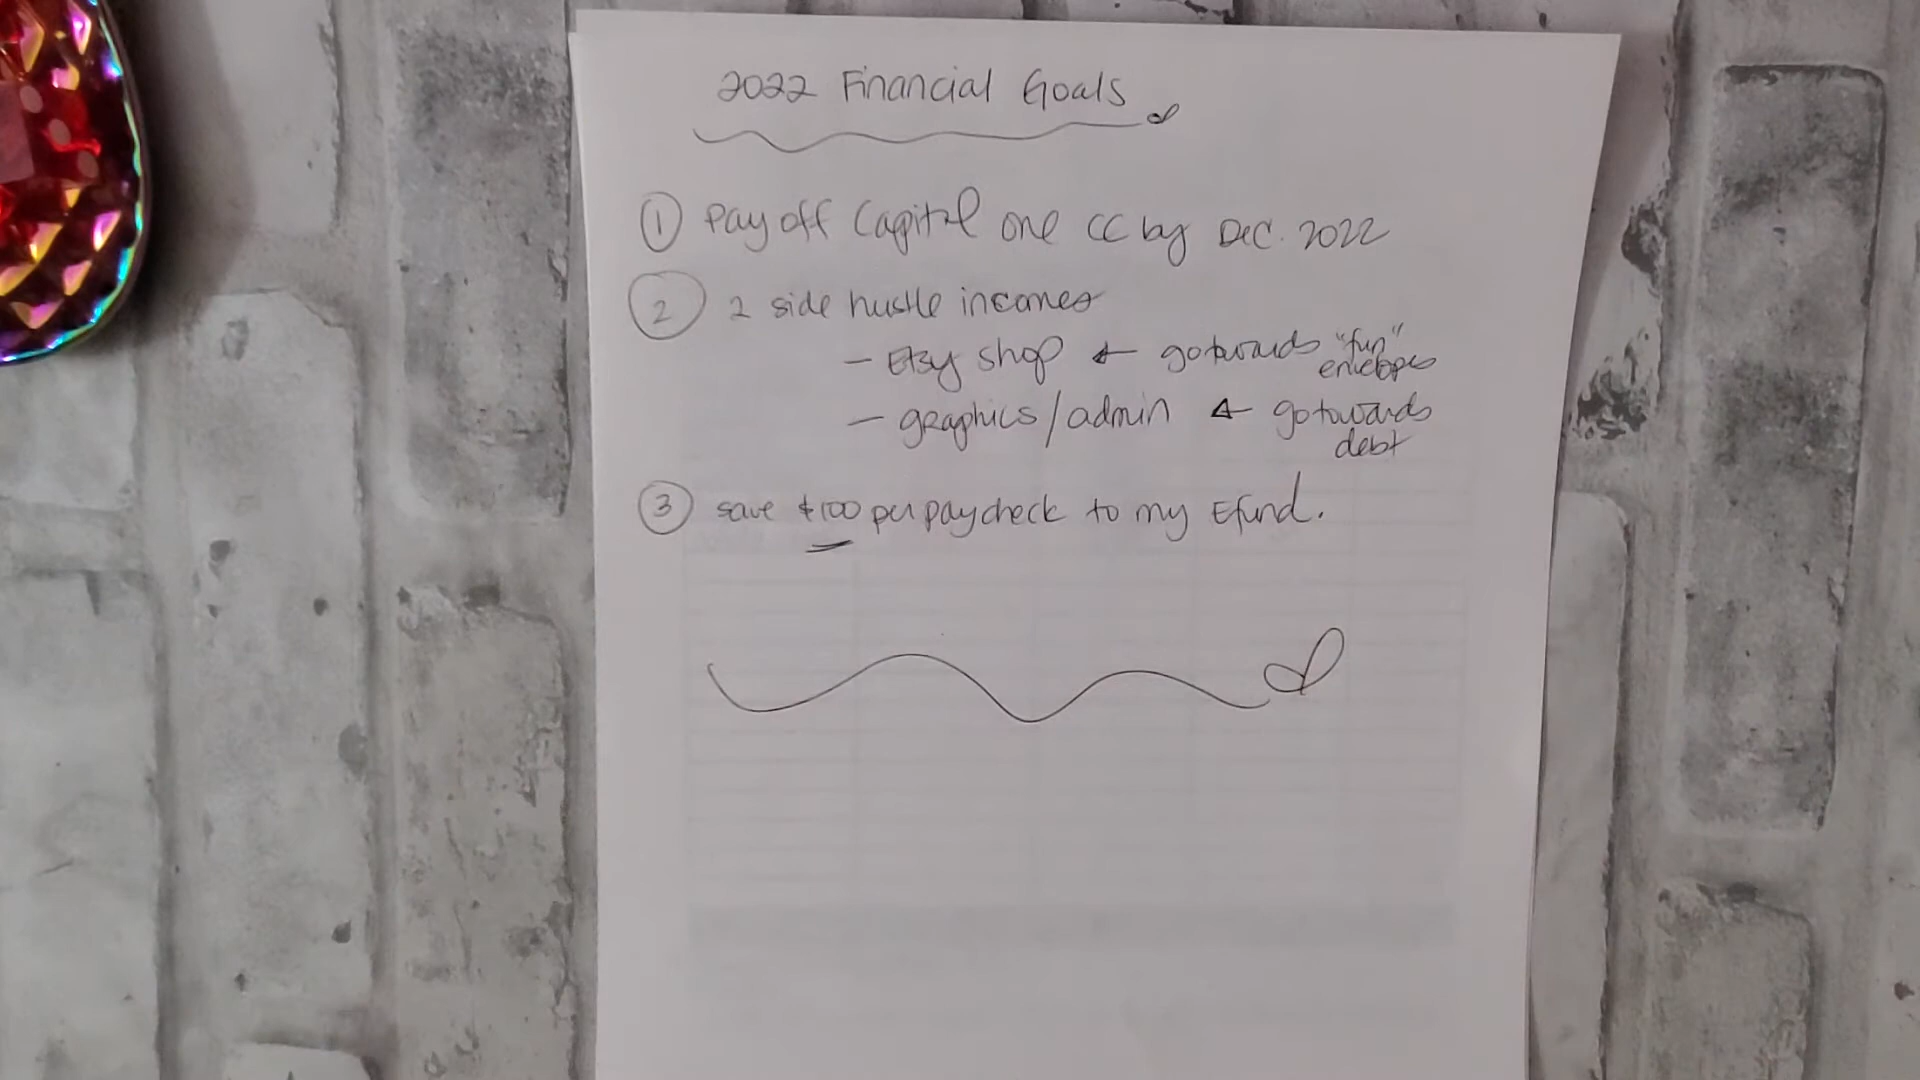 2022 Financial Goals
① Pay off Capital one CC by Dec. 2022
② 2 side hustle incomes
- Etsy shop ← go towards "fun"
envelopes
- graphics/admin ← go towards
debt
③ save $100 per paycheck to my Efund.